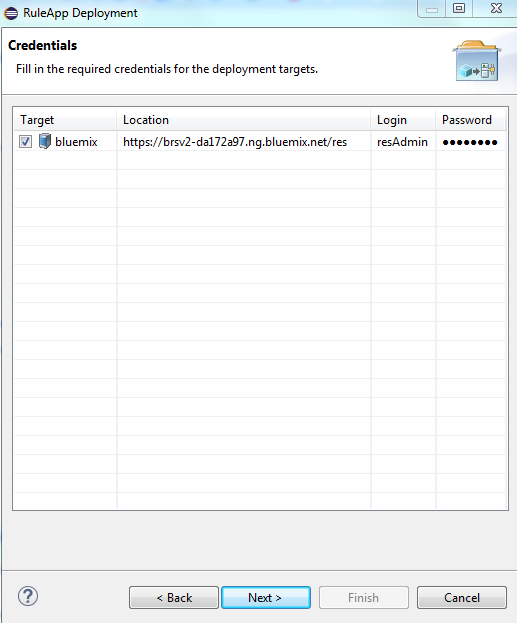 RuleApp Deployment
Credentials
Fill in the required credentials for the deployment targets.
Target Location Login Password
bluemix https://brsv2-da172a97.ng.bluemix.net/res resAdmin ●●●●●●●●
?
< Back Next > Finish Cancel